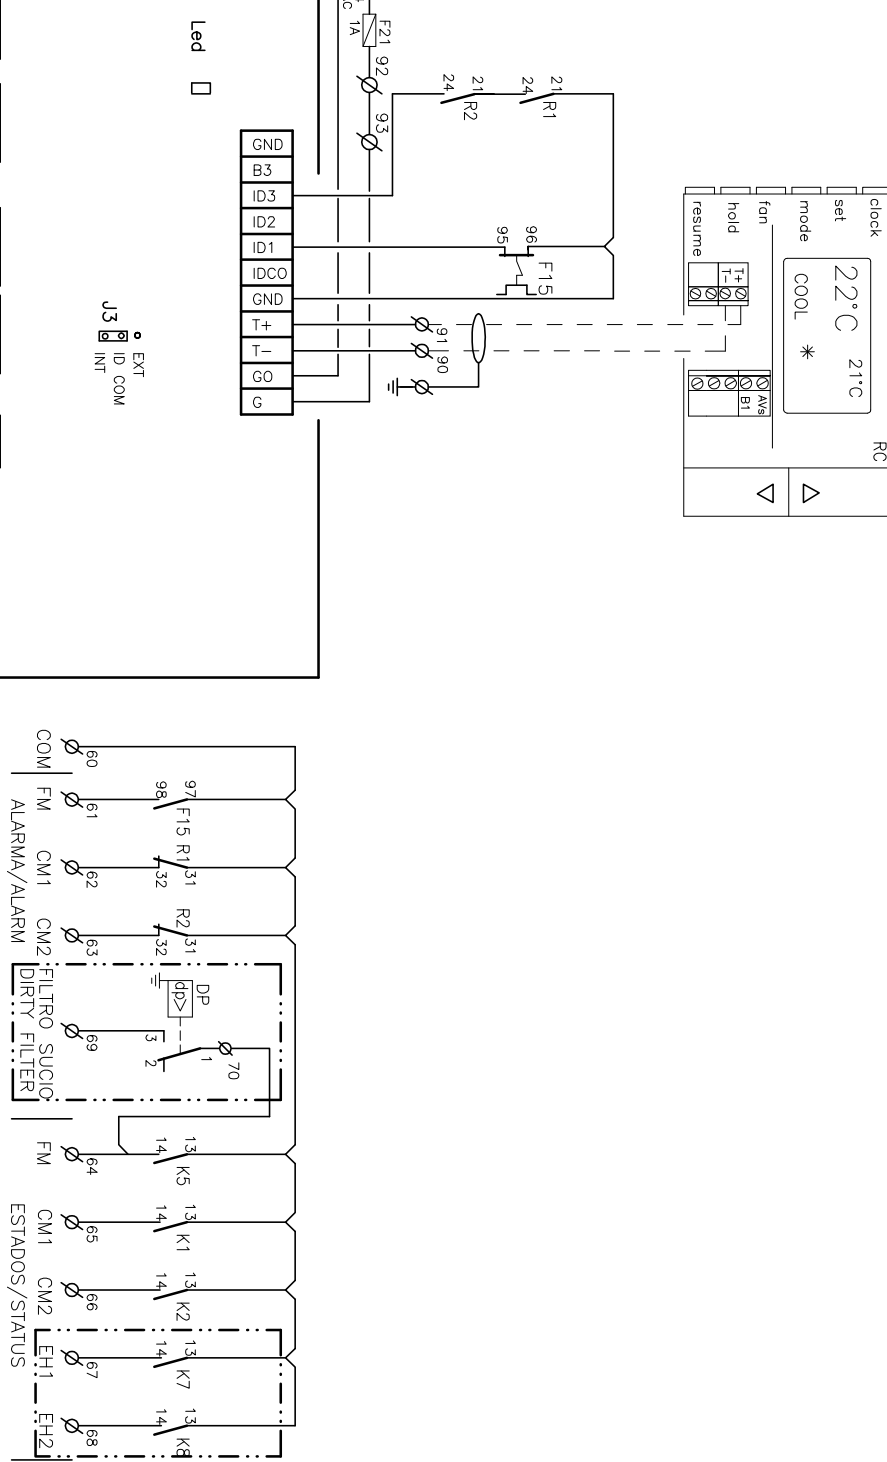 Led
AC 1A
F21
92
93
24
21
R2
24
21
R1
GND
B3
ID3
ID2
ID1
IDCO
GND
T+
T-
GO
G
95
96
F15
91
90
J3
EXT
ID COM
INT
clock
set
mode
fan
hold
resume
T+
T-
22°C
COOL
*
21°C
AVs
B1
RC
COM
60
FM
61
98
97
F15
CM1
62
32
31
R1
CM2
63
32
31
R2
ALARMA/ALARM
FILTRO SUCIO
DIRTY FILTER
69
DP
dp>
3
2
1
70
FM
64
14
13
K5
CM1
65
14
13
K1
CM2
66
14
13
K2
EH1
67
14
13
K7
EH2
68
14
13
K8
ESTADOS/STATUS